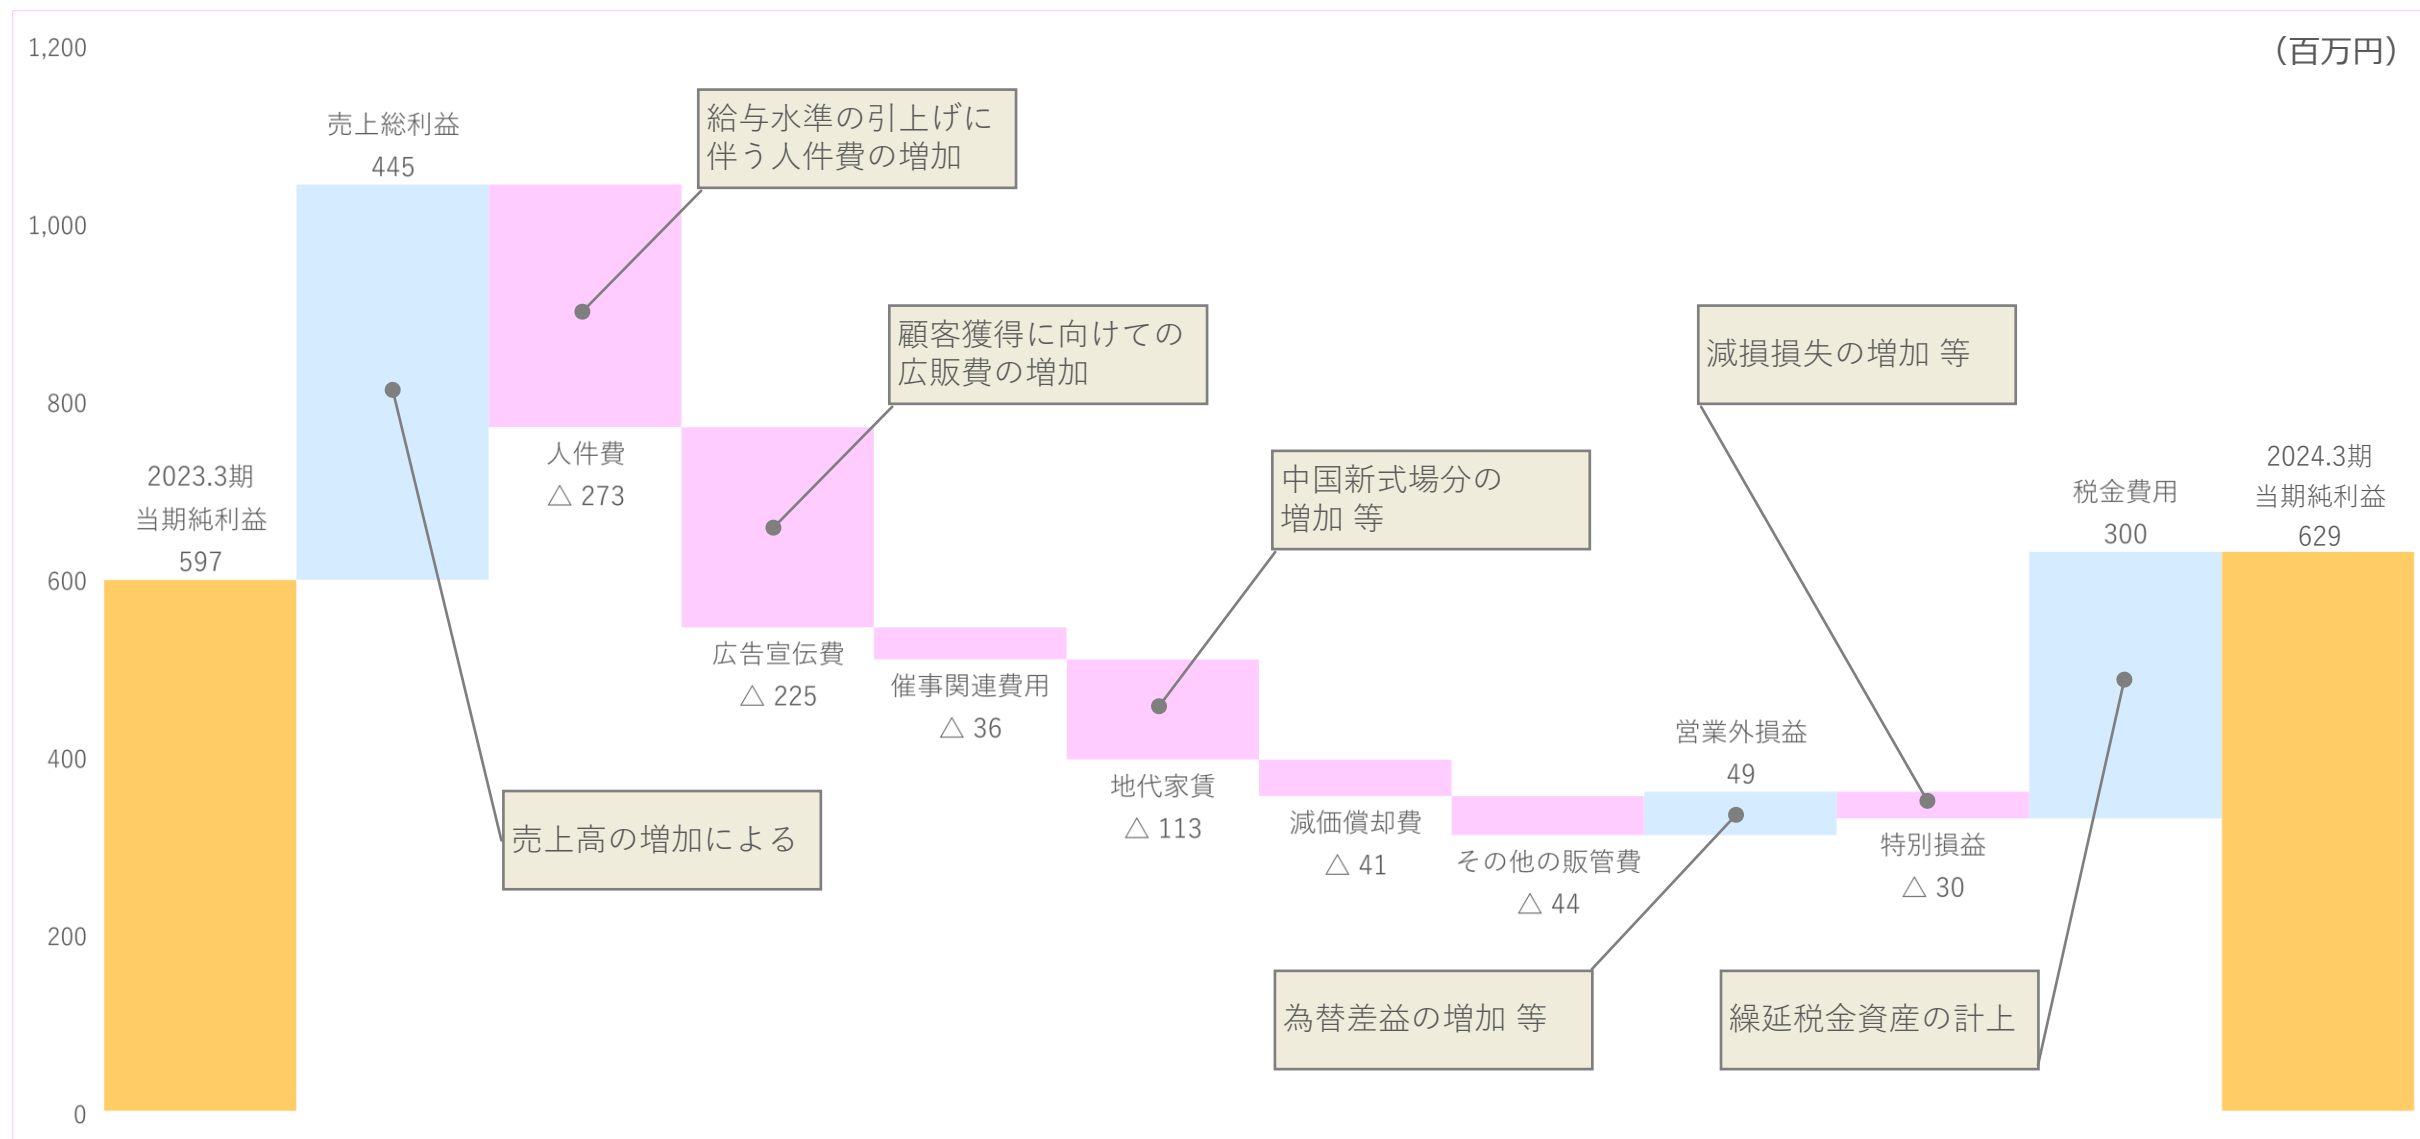 （百万円）
1,200
1,000
800
600
400
200
0
2023.3期
当期純利益
597
売上総利益
445
売上高の増加による
給与水準の引上げに
伴う人件費の増加
人件費
△ 273
顧客獲得に向けての
広販費の増加
広告宣伝費
△ 225
催事関連費用
△ 36
中国新式場分の
増加 等
地代家賃
△ 113
減価償却費
△ 41
その他の販管費
△ 44
営業外損益
49
為替差益の増加 等
減損損失の増加 等
特別損益
△ 30
税金費用
300
繰延税金資産の計上
2024.3期
当期純利益
629